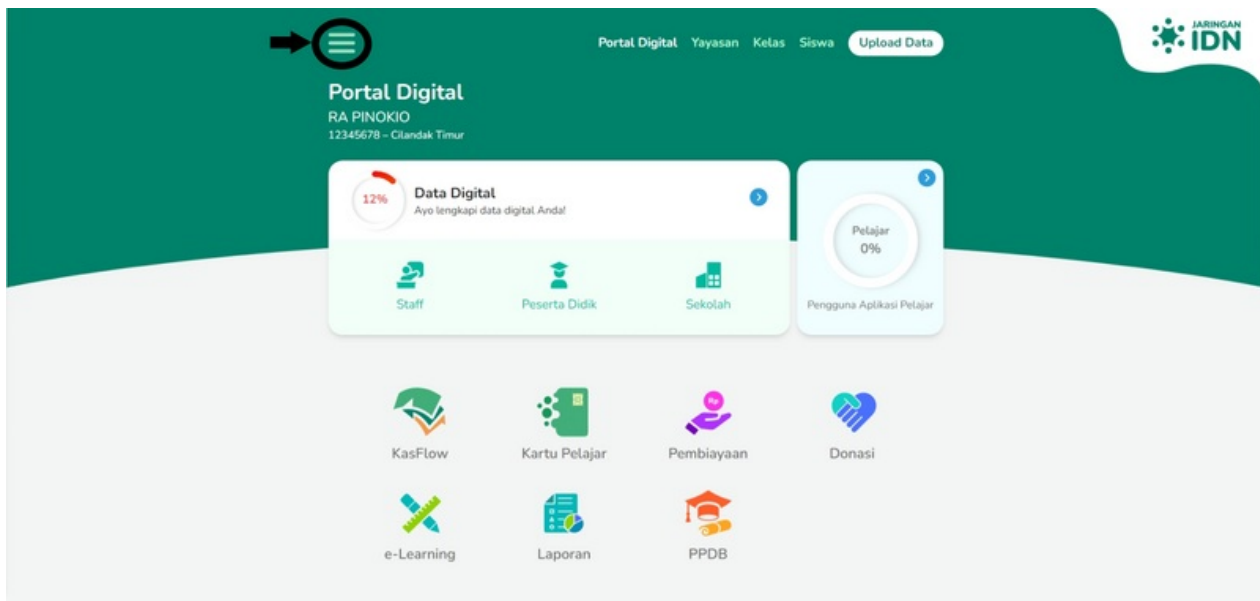 Portal Digital Yayasan Kelas Siswa Upload Data
JARINGAN
IDN
Portal Digital
RA PINOKIO
12345678 – Cilandak Timur
12%
Data Digital
Ayo lengkapi data digital Anda!
Staff Peserta Didik Sekolah
Pelajar
0%
Pengguna Aplikasi Pelajar
Rp
KasFlow Kartu Pelajar Pembiayaan Donasi
e-Learning Laporan PPDB